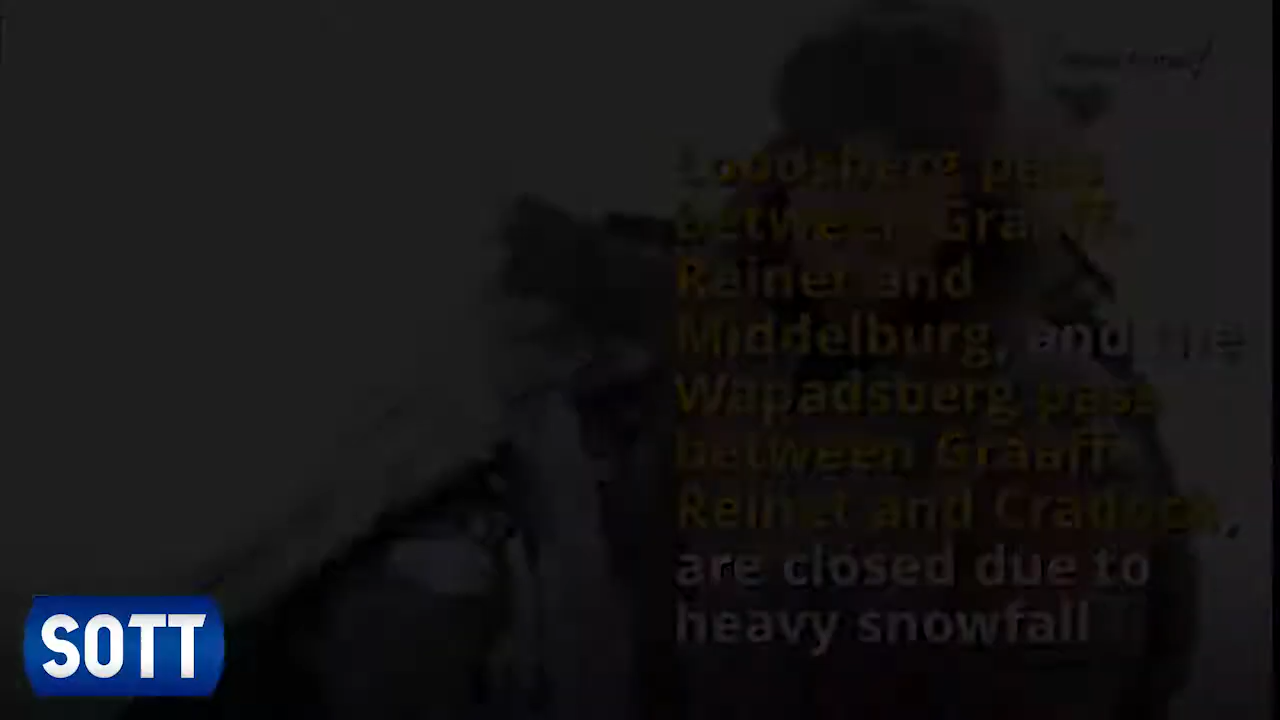 Lootsberg pass
between Graaff-
Reinet and
Middelburg, and the
Wapadsberg pass
between Graaff-
Reinet and Cradock,
are closed due to
heavy snowfall
SOTT